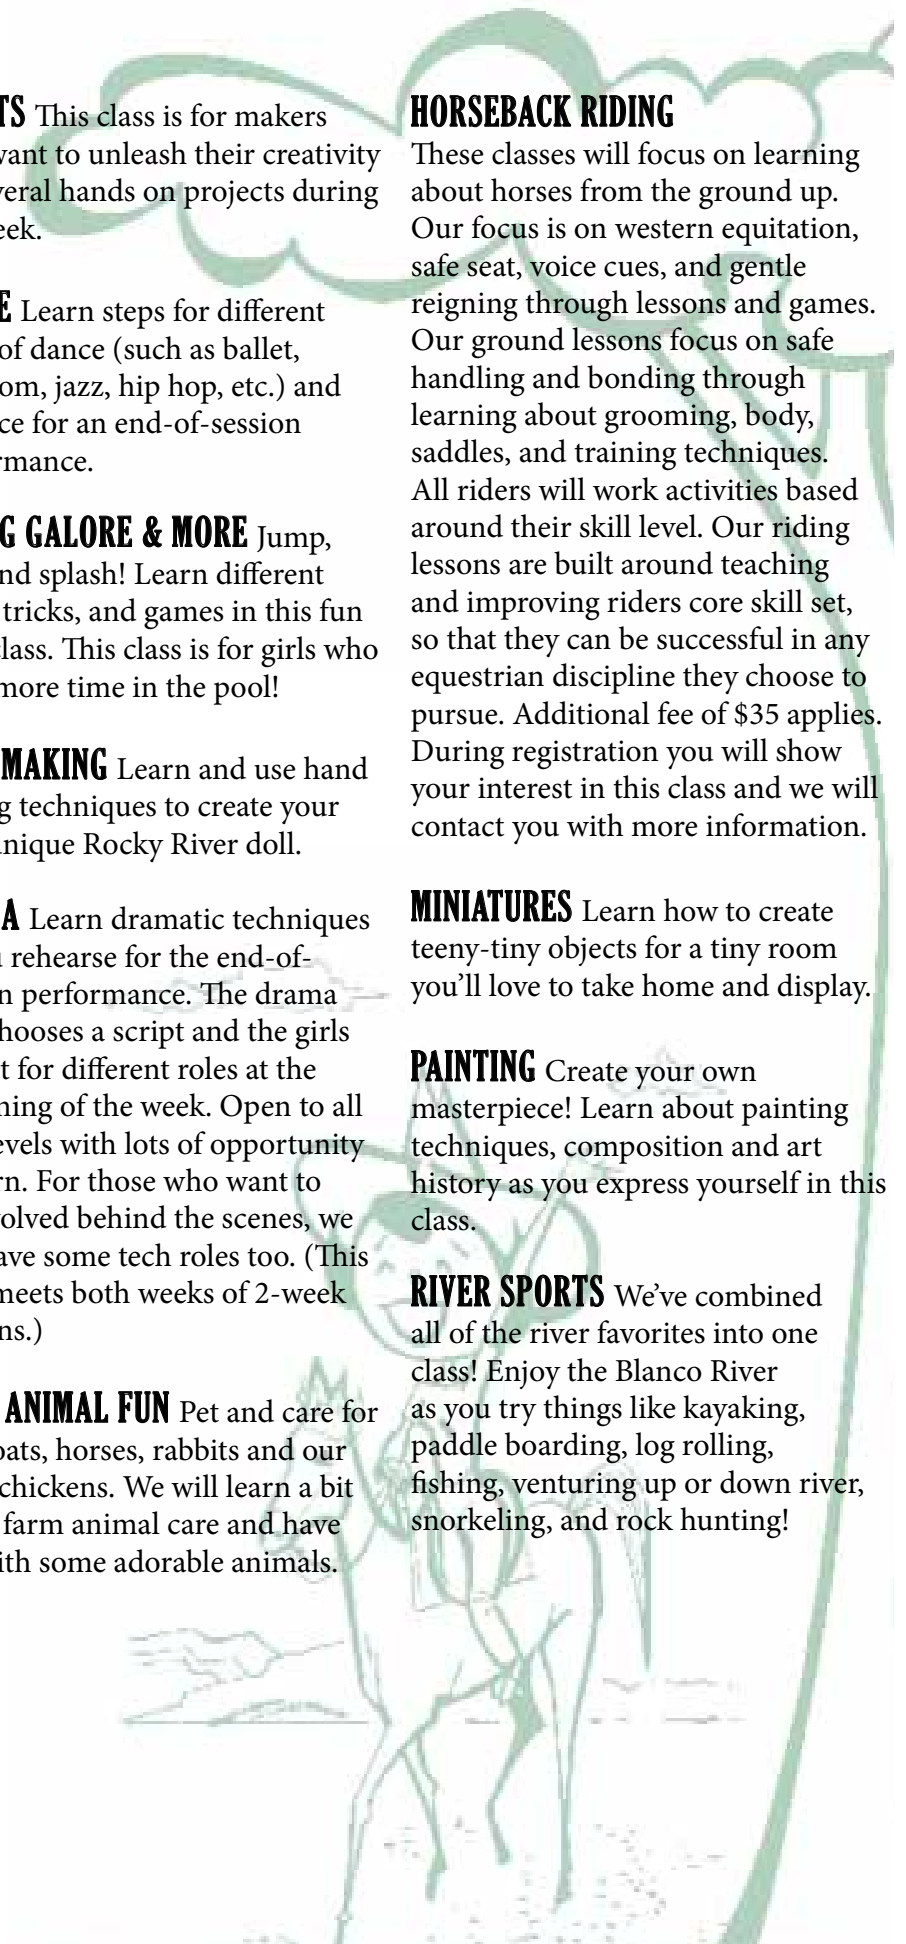 TS This class is for makers
want to unleash their creativity
veral hands on projects during
eek.
E Learn steps for different
of dance (such as ballet,
om, jazz, hip hop, etc.) and
ce for an end-of-session
rmance.
G GALORE & MORE Jump,
nd splash! Learn different
tricks, and games in this fun
class. This class is for girls who
more time in the pool!
MAKING Learn and use hand
g techniques to create your
unique Rocky River doll.
A Learn dramatic techniques
u rehearse for the end-of-
n performance. The drama
hooses a script and the girls
t for different roles at the
ning of the week. Open to all
evels with lots of opportunity
rn. For those who want to
volved behind the scenes, we
ave some tech roles too. (This
meets both weeks of 2-week
ns.)
ANIMAL FUN Pet and care for
oats, horses, rabbits and our
chickens. We will learn a bit
farm animal care and have
ith some adorable animals.
HORSEBACK RIDING
These classes will focus on learning
about horses from the ground up.
Our focus is on western equitation,
safe seat, voice cues, and gentle
reigning through lessons and games.
Our ground lessons focus on safe
handling and bonding through
learning about grooming, body,
saddles, and training techniques.
All riders will work activities based
around their skill level. Our riding
lessons are built around teaching
and improving riders core skill set,
so that they can be successful in any
equestrian discipline they choose to
pursue. Additional fee of $35 applies.
During registration you will show
your interest in this class and we will
contact you with more information.
MINIATURES Learn how to create
teeny-tiny objects for a tiny room
you’ll love to take home and display.
PAINTING Create your own
masterpiece! Learn about painting
techniques, composition and art
history as you express yourself in this
class.
RIVER SPORTS We’ve combined
all of the river favorites into one
class! Enjoy the Blanco River
as you try things like kayaking,
paddle boarding, log rolling,
fishing, venturing up or down river,
snorkeling, and rock hunting!